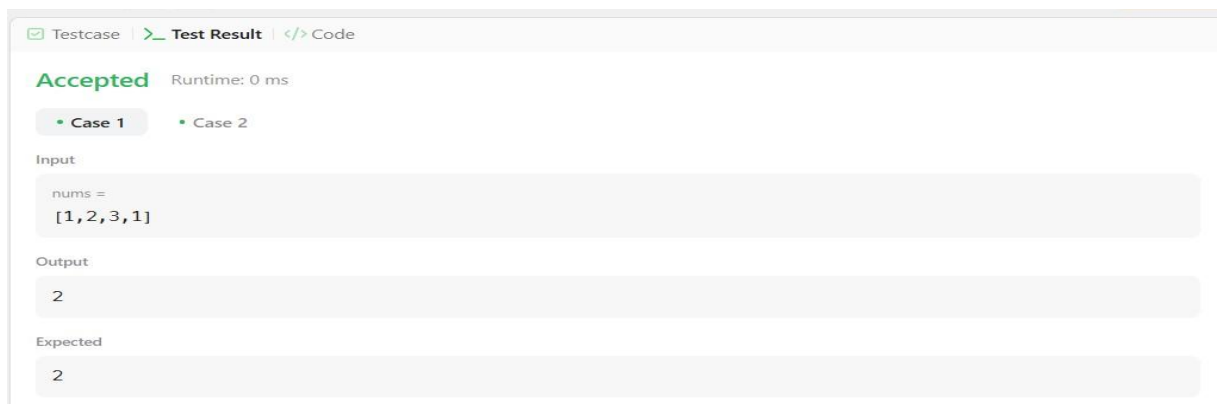 Testcase >_ Test Result </> Code
Accepted Runtime: 0 ms
• Case 1 • Case 2
Input
nums =
[1,2,3,1]
Output
2
Expected
2